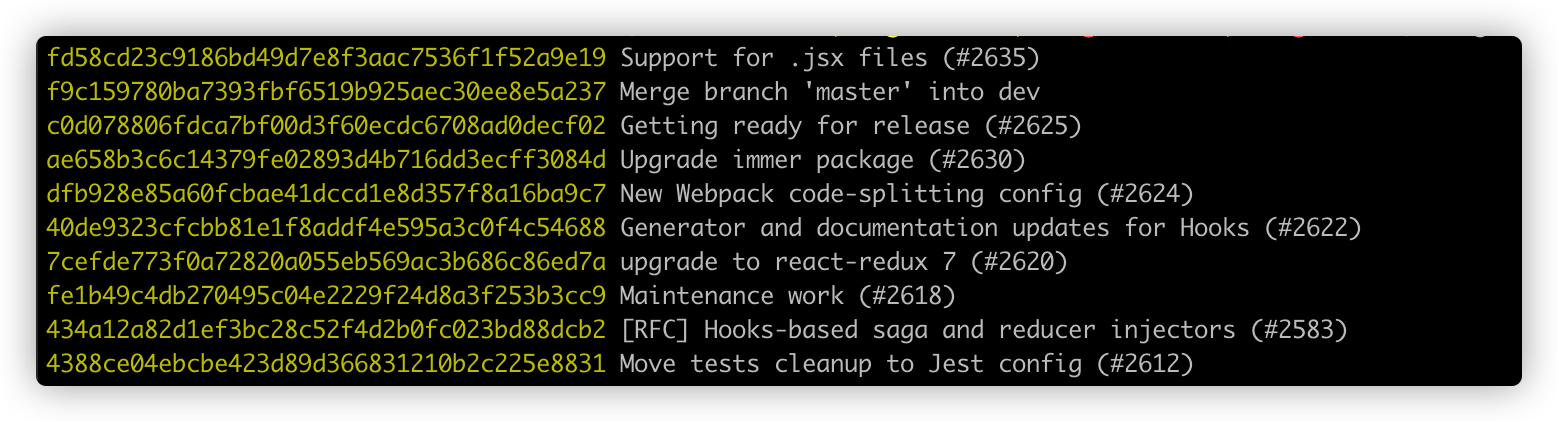 fd58cd23c9186bd49d7e8f3aac7536f1f52a9e19 Support for .jsx files (#2635)
f9c159780ba7393fbf6519b925aec30ee8e5a237 Merge branch 'master' into dev
c0d078806fdca7bf00d3f60ecdc6708ad0decf02 Getting ready for release (#2625)
ae658b3c6c14379fe02893d4b716dd3ecff3084d Upgrade immer package (#2630)
dfb928e85a60fcbae41dccd1e8d357f8a16ba9c7 New Webpack code-splitting config (#2624)
40de9323cfcbb81e1f8addf4e595a3c0f4c54688 Generator and documentation updates for Hooks (#2622)
7cefde773f0a72820a055eb569ac3b686c86ed7a upgrade to react-redux 7 (#2620)
fe1b49c4db270495c04e2229f24d8a3f253b3cc9 Maintenance work (#2618)
434a12a82d1ef3bc28c52f4d2b0fc023bd88dcb2 [RFC] Hooks-based saga and reducer injectors (#2583)
4388ce04ebcbe423d89d366831210b2c225e8831 Move tests cleanup to Jest config (#2612)